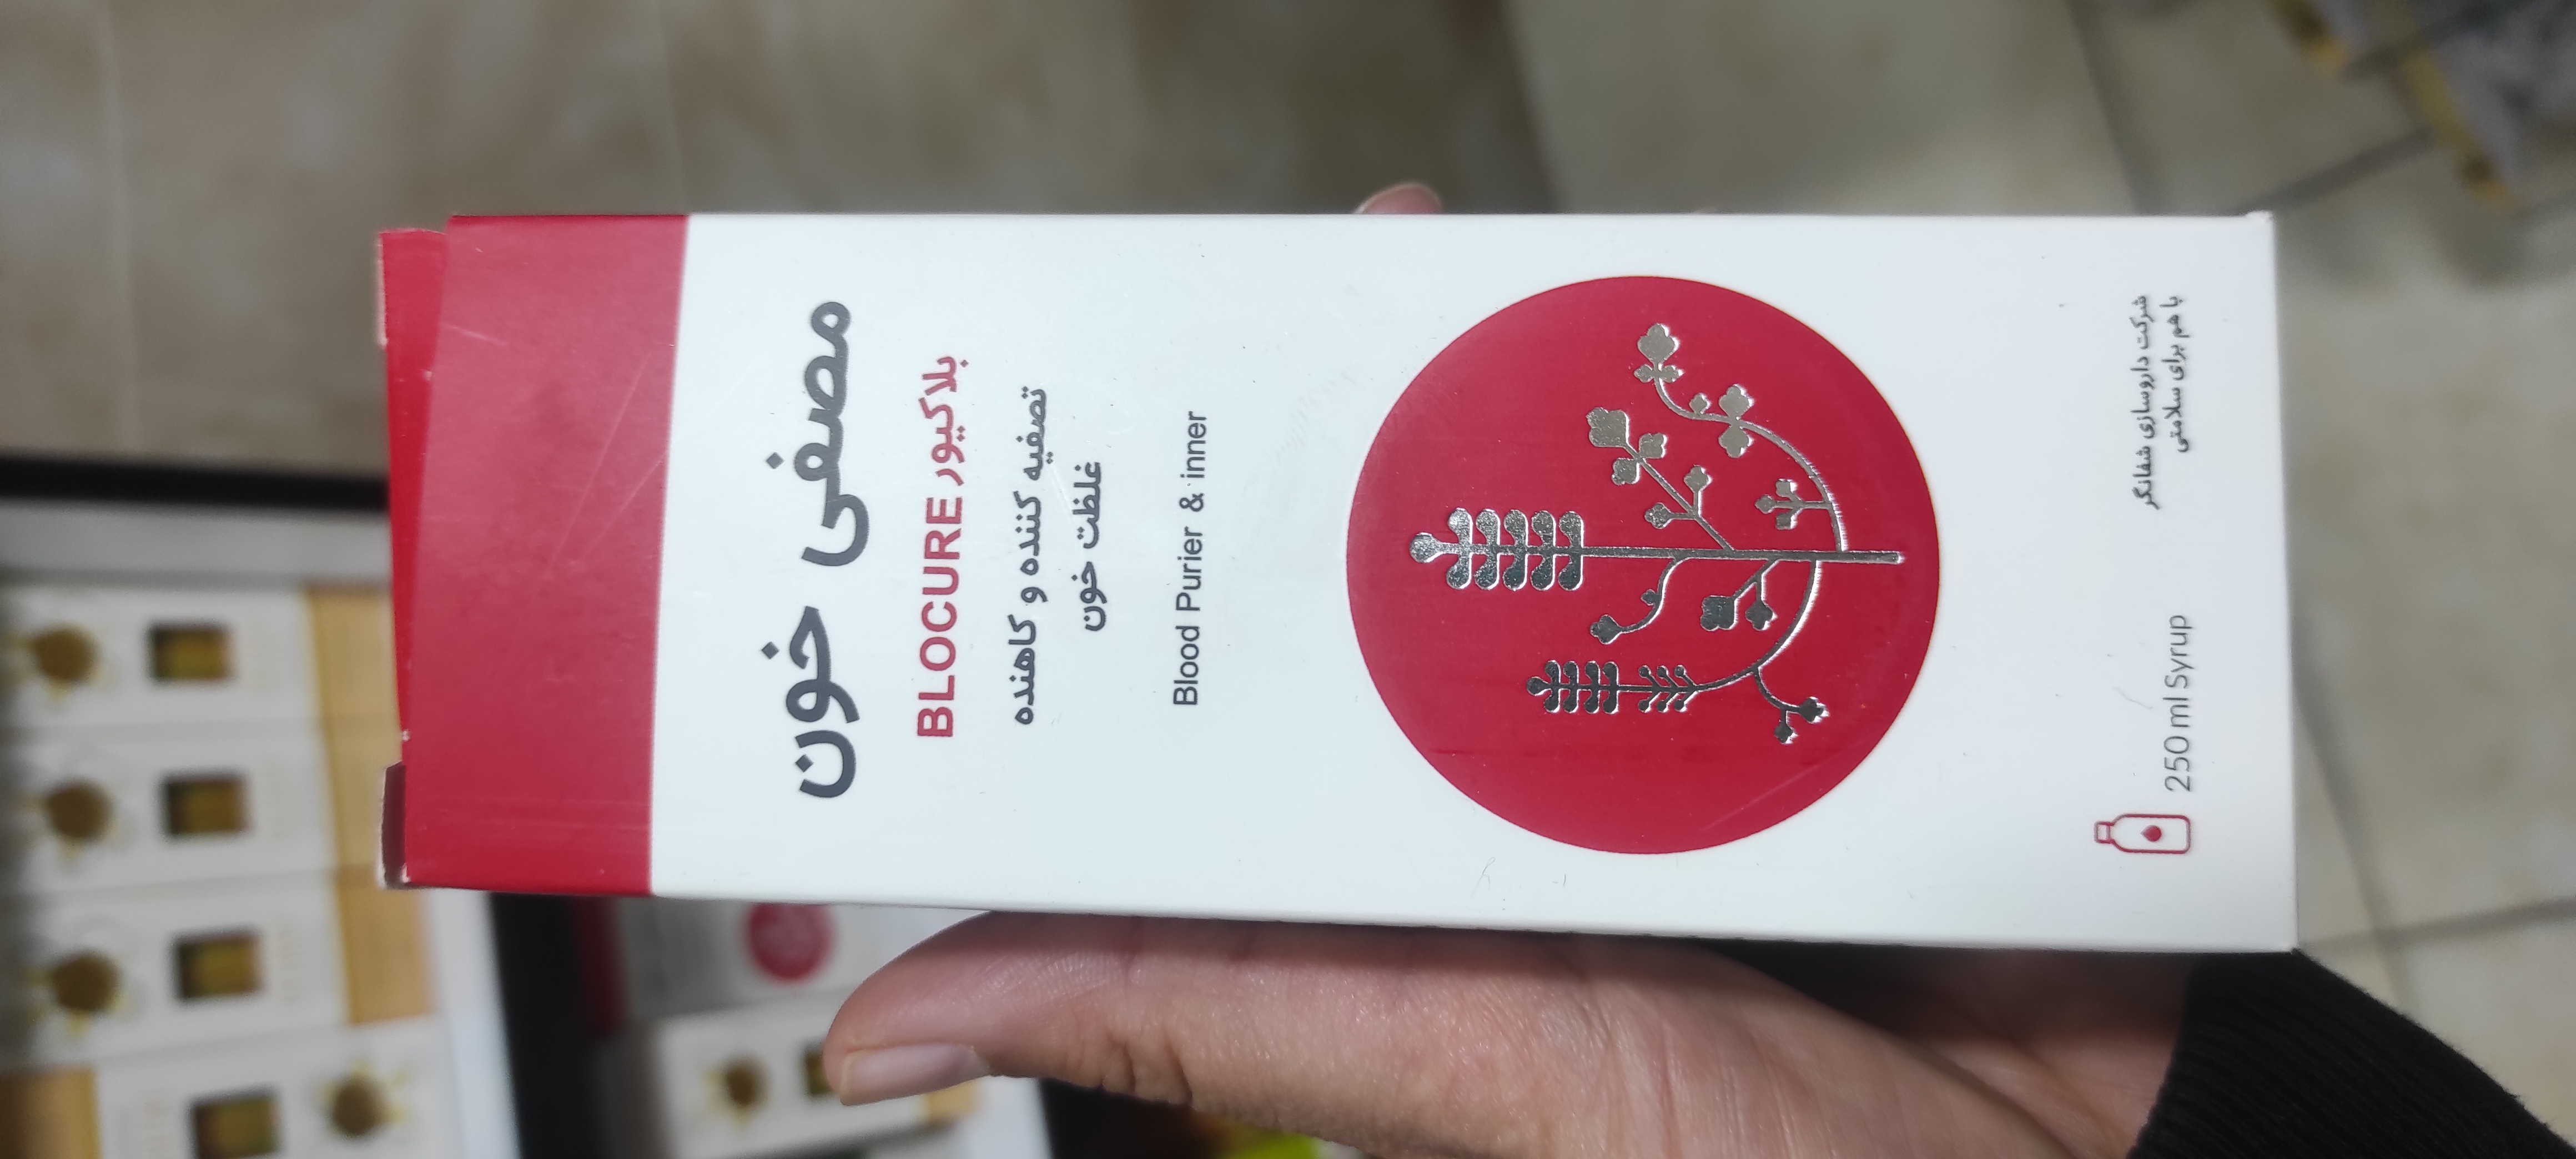 مصفی خون
BLOCURE بلاکیور
تصفیه کننده و کاهنده
غلظت خون
Blood Purier & inner
250 ml Syrup
شرکت داروسازی شفانگر
با هم برای سلامتی